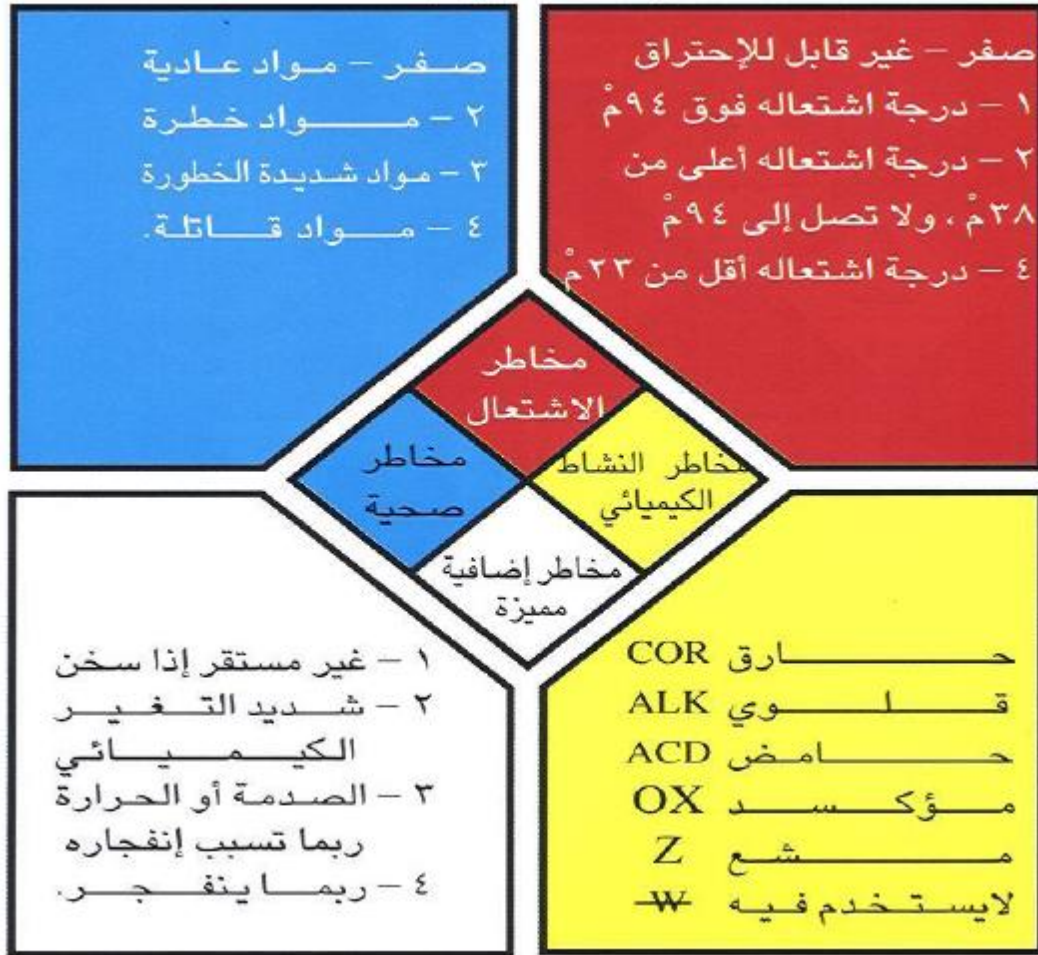 صفر – غير قابل للإحتراق
١ – درجة اشتعاله فوق ٩٤ مْ
٢ – درجة اشتعاله أعلى من
٣٨ مْ ، ولا تصل إلى ٩٤ مْ
٤ – درجة اشتعاله أقل من ٢٣ مْ
صفر – مواد عادية
٢ – مواد خطرة
٣ – مواد شديدة الخطورة
٤ – مواد قاتلة.
مخاطر
الاشتعال
مخاطر النشاط
الكيميائي
مخاطر
صحية
مخاطر إضافية
مميزة
حارق COR
قلوي ALK
حامض ACD
مؤكسد OX
مشع Z
لايستخدم فيه W
١ – غير مستقر إذا سخن
٢ – شديد التغير
الكيميائي
٣ – الصدمة أو الحرارة
ربما تسبب إنفجاره
٤ – ربما ينفجر.